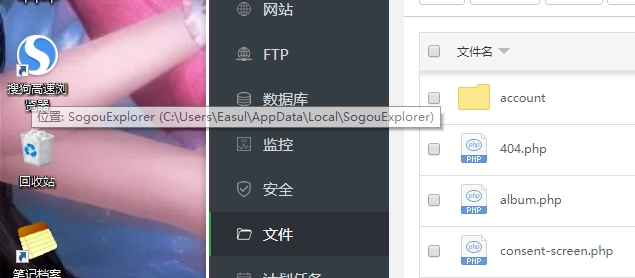 搜狗高速浏
览器
回收站
笔记档案
位置: SogouExplorer (C:\Users\Easul\AppData\Local\SogouExplorer)
网站
FTP
数据库
监控
安全
文件
计划任务
文件名
account
PHP
404.php
PHP
album.php
PHP
consent-screen.php